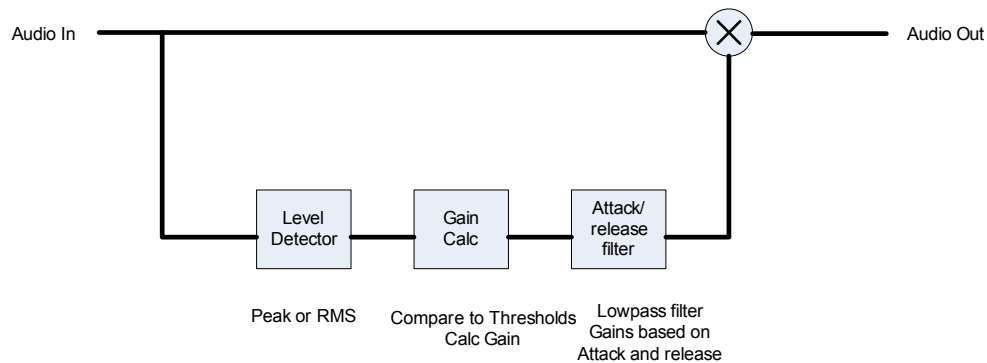 Audio In
Audio Out
Level
Detector
Gain
Calc
Attack/
release
filter
Peak or RMS
Compare to Thresholds
Calc Gain
Lowpass filter
Gains based on
Attack and release